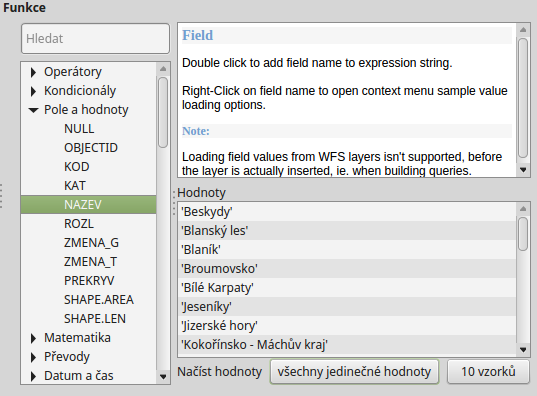 Funkce
Hledat
Operátory
Kondicionály
Pole a hodnoty
NULL
OBJECTID
KOD
KAT
NAZEV
ROZL
ZMENA_G
ZMENA_T
PREKRYV
SHAPE.AREA
SHAPE.LEN
Matematika
Převody
Datum a čas
Field
Double click to add field name to expression string.
Right-Click on field name to open context menu sample value
loading options.
Note:
Loading field values from WFS layers isn't supported, before
the layer is actually inserted, ie. when building queries.
Hodnoty
'Beskydy'
'Blanský les'
'Blaník'
'Broumovsko'
'Bílé Karpaty'
'Jeseníky'
'Jizerské hory'
'Kokořínsko - Máchův kraj'
Načíst hodnoty
všechny jedinečné hodnoty
10 vzorků